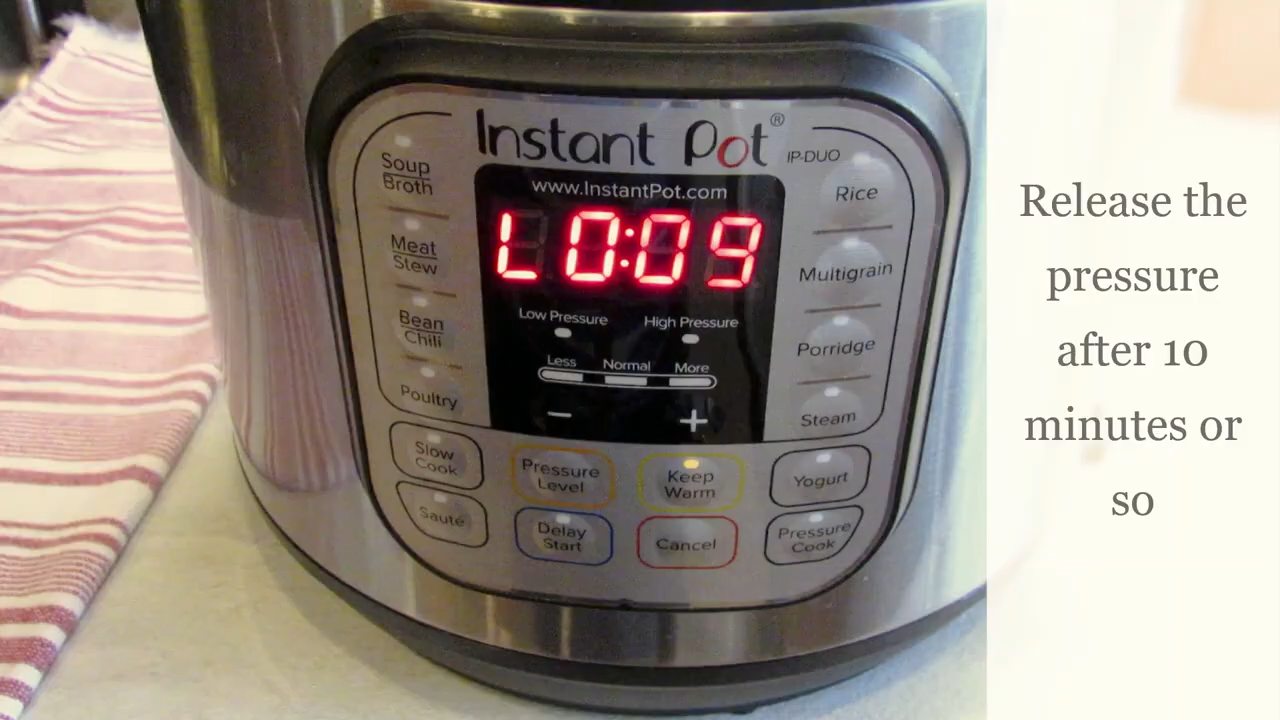 Instant Pot®
IP-DUO
www.InstantPot.com
L0:09
Low Pressure High Pressure
Less Normal More
− +
Soup
Broth
Meat
Stew
Bean
Chili
Poultry
Slow
Cook
Sauté
Pressure
Level
Delay
Start
Keep
Warm
Cancel
Rice
Multigrain
Porridge
Steam
Yogurt
Pressure
Cook
Release the
pressure
after 10
minutes or
so